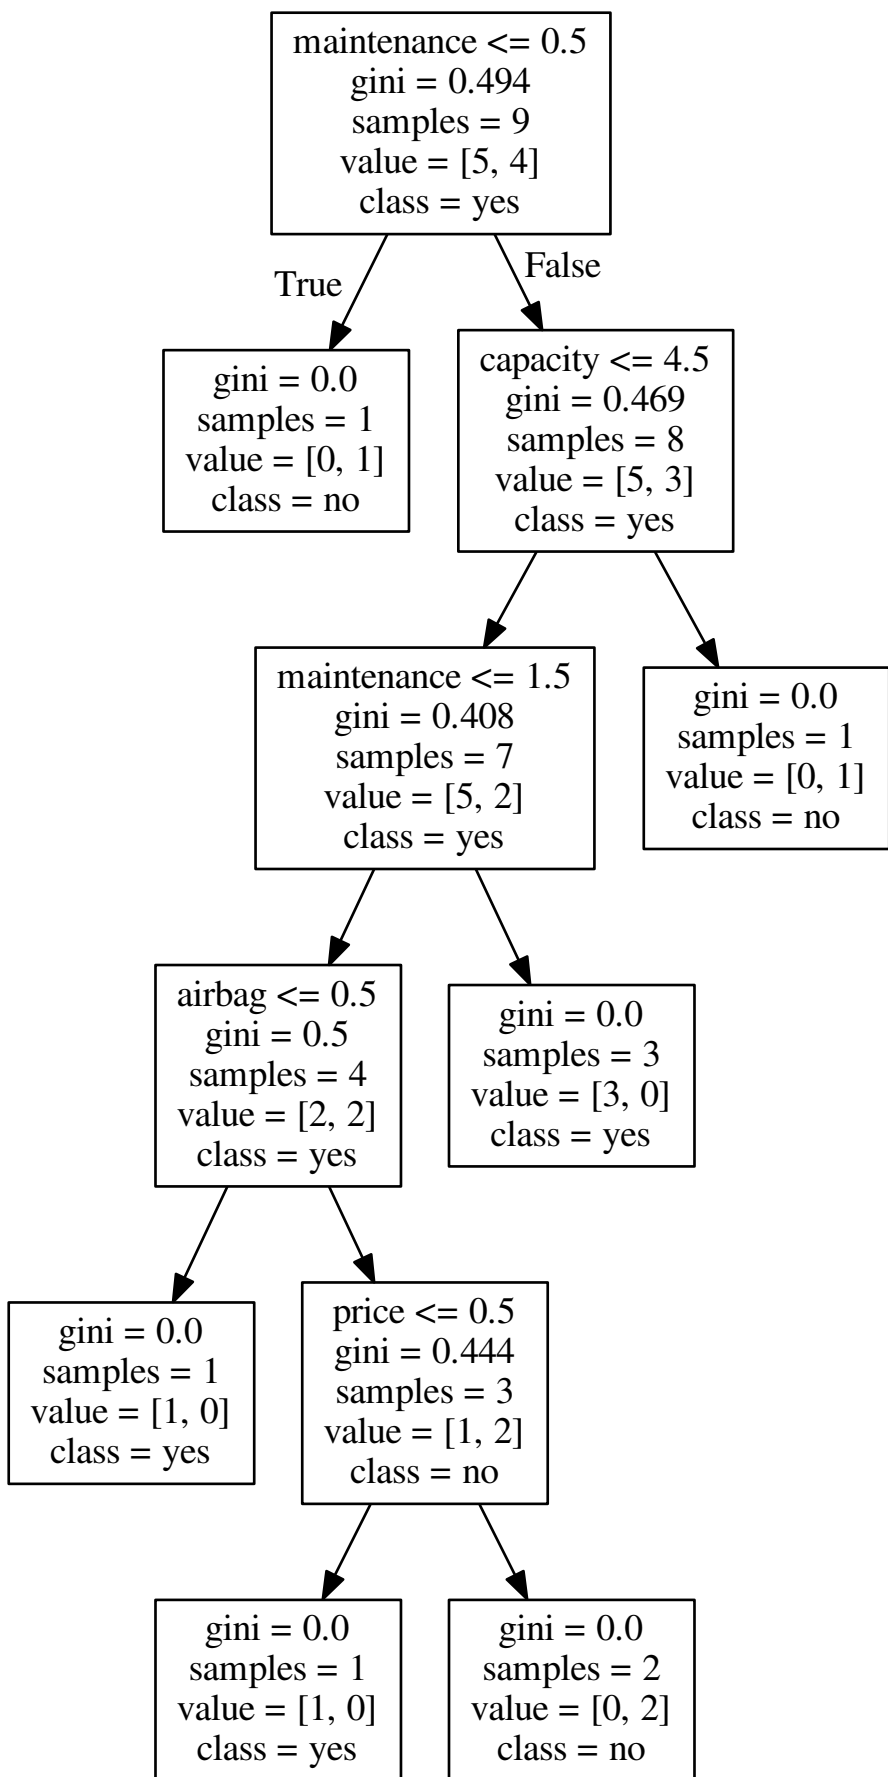 maintenance <= 0.5
gini = 0.494
samples = 9
value = [5, 4]
class = yes
True
False
gini = 0.0
samples = 1
value = [0, 1]
class = no
capacity <= 4.5
gini = 0.469
samples = 8
value = [5, 3]
class = yes
maintenance <= 1.5
gini = 0.408
samples = 7
value = [5, 2]
class = yes
gini = 0.0
samples = 1
value = [0, 1]
class = no
airbag <= 0.5
gini = 0.5
samples = 4
value = [2, 2]
class = yes
gini = 0.0
samples = 3
value = [3, 0]
class = yes
gini = 0.0
samples = 1
value = [1, 0]
class = yes
price <= 0.5
gini = 0.444
samples = 3
value = [1, 2]
class = no
gini = 0.0
samples = 1
value = [1, 0]
class = yes
gini = 0.0
samples = 2
value = [0, 2]
class = no